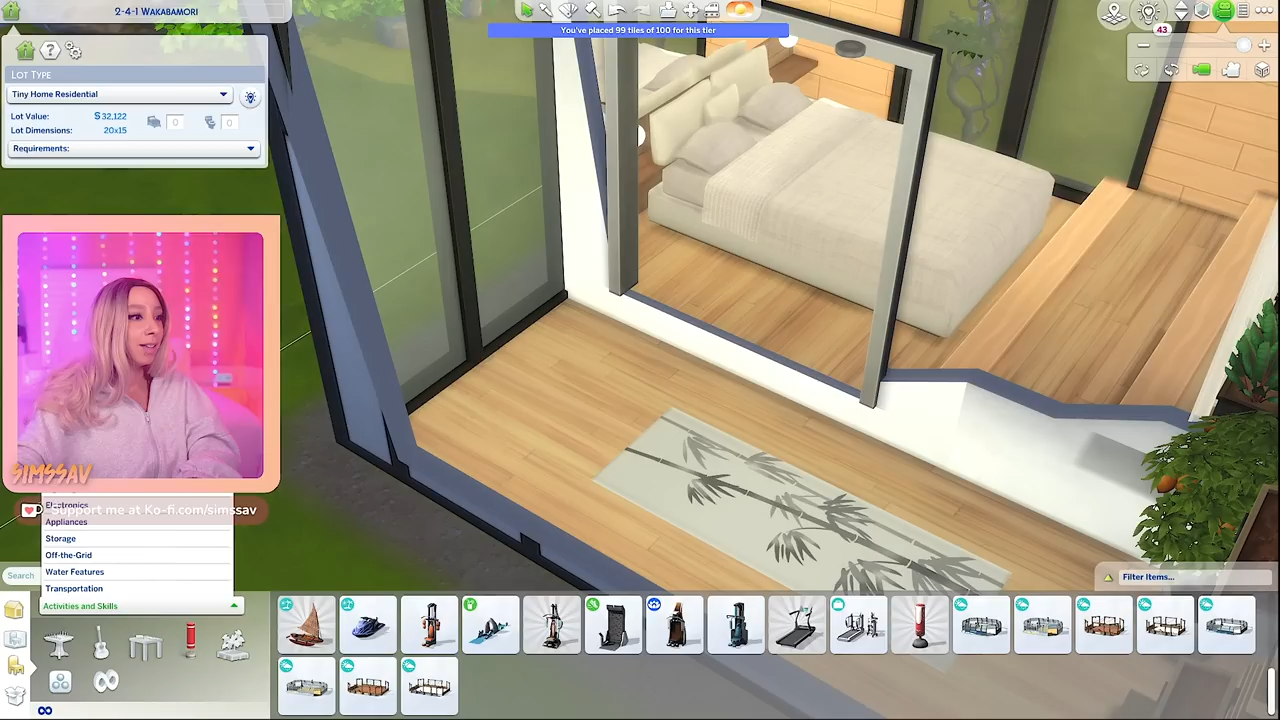 2-4-1 Wakabamori
You've placed 99 tiles of 100 for this tier
43
Lot Type
Tiny Home Residential
Lot Value: §32,122
0
0
Lot Dimensions: 20x15
Requirements:
SIMSSAV
Electronics
Support me at Ko-fi.com/simssav
Appliances
Storage
Off-the-Grid
Water Features
Transportation
Search
Filter Items...
Activities and Skills